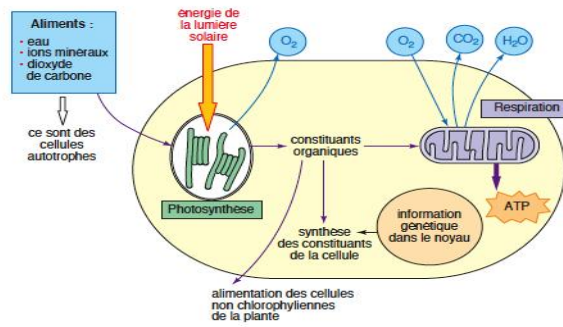 Aliments :
• eau
• ions minéraux
• dioxyde
de carbone
ce sont des
cellules
autotrophes
énergie de
la lumière
solaire
O2
O2
CO2
H2O
Respiration
constituants
organiques
Photosynthèse
ATP
information
génétique
dans le noyau
synthèse
des constituants
de la cellule
alimentation des cellules
non chlorophyliennes
de la plante